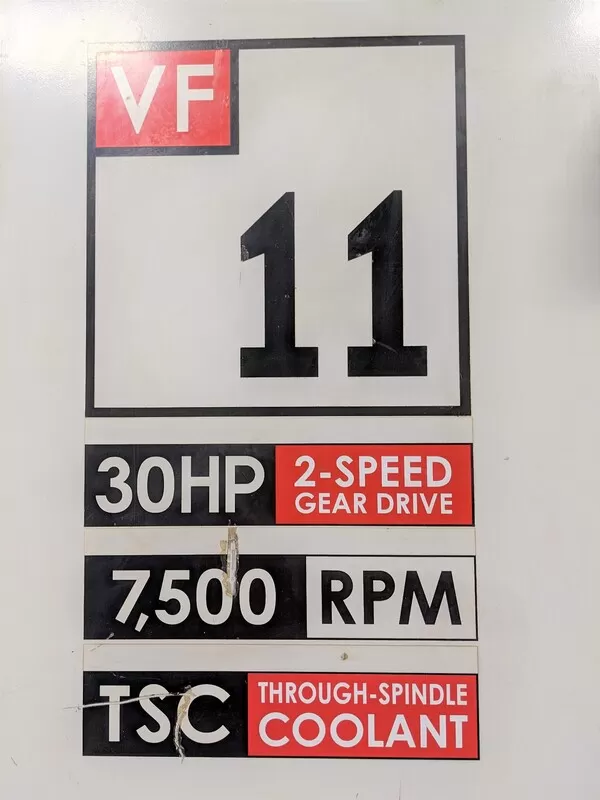 VF
11
30HP 2-SPEED
GEAR DRIVE
7,500 RPM
TSC THROUGH-SPINDLE
COOLANT